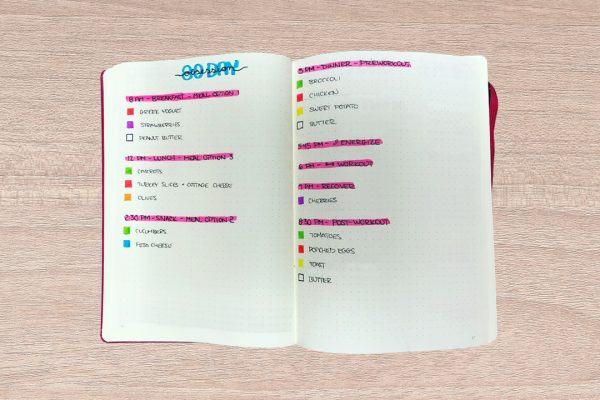 80 DAY
obsession
8 AM - BREAKFAST - MEAL OPTION 1
GREEK YOGURT
STRAWBERRIES
PEANUT BUTTER
12 PM - LUNCH - MEAL OPTION 3
CARROTS
TURKEY SLICES + COTTAGE CHEESE
OLIVES
2:30 PM - SNACK - MEAL OPTION 2
CUCUMBERS
FETA CHEESE
5 PM - DINNER - PREWORKOUT
BROCCOLI
CHICKEN
SWEET POTATO
BUTTER
5:45 PM - ENERGIZE
6 PM - WORKOUT
7 PM - RECOVER
CHERRIES
8:30 PM - POST-WORKOUT
TOMATOES
POACHED EGGS
TOAST
BUTTER